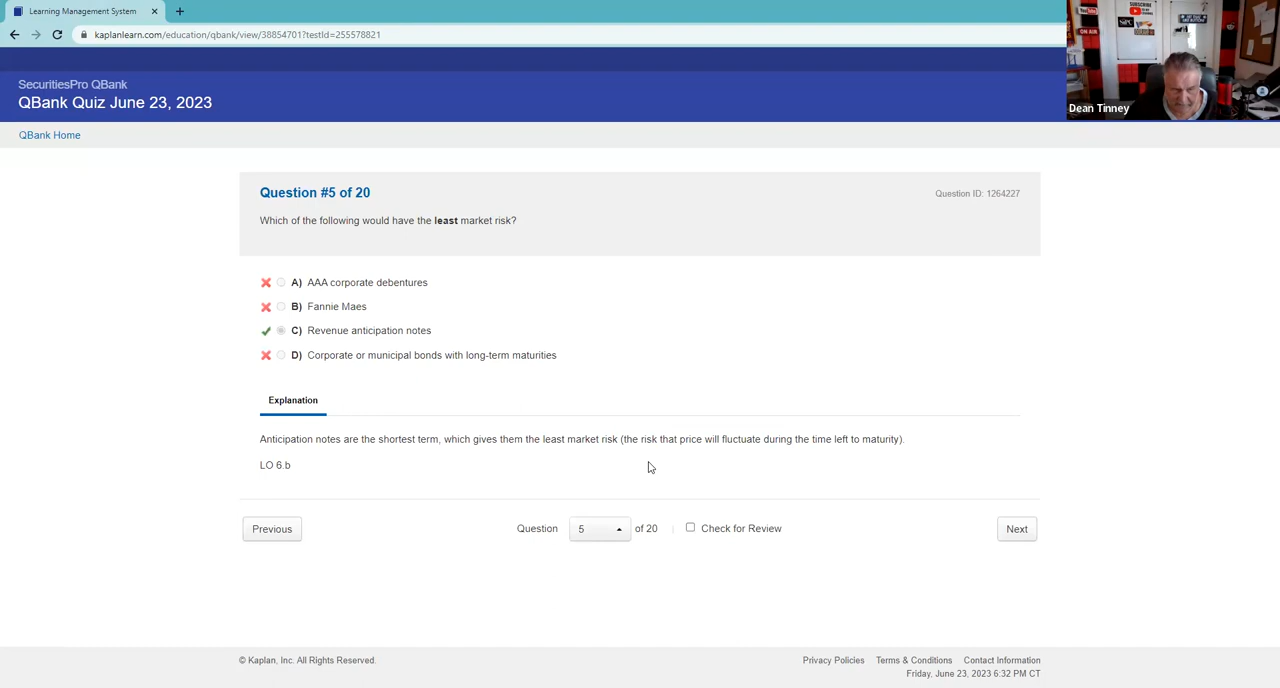 Learning Management System
kaplanlearn.com/education/qbank/view/38854701?testId=255578821
SUBSCRIBE
ON AIR
SIPC
Dean Tinney
SecuritiesPro QBank
QBank Quiz June 23, 2023
QBank Home
Question #5 of 20
Question ID: 1264227
Which of the following would have the least market risk?
A) AAA corporate debentures
B) Fannie Maes
C) Revenue anticipation notes
D) Corporate or municipal bonds with long-term maturities
Explanation
Anticipation notes are the shortest term, which gives them the least market risk (the risk that price will fluctuate during the time left to maturity).
LO 6.b
Previous
Question 5 of 20 | Check for Review
Next
© Kaplan, Inc. All Rights Reserved.
Privacy Policies Terms & Conditions Contact Information
Friday, June 23, 2023 6:32 PM CT